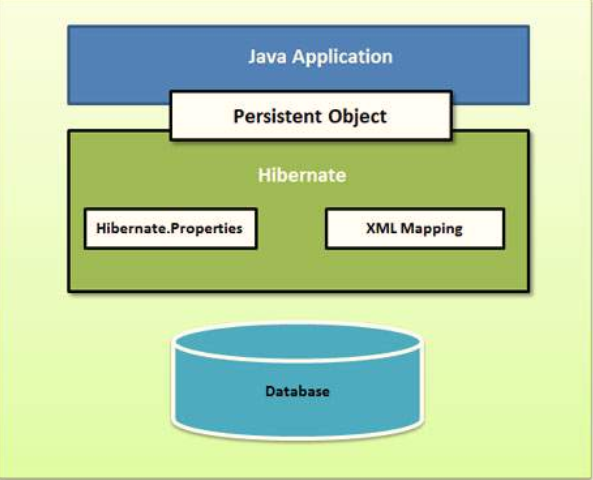 Java Application
Persistent Object
Hibernate
Hibernate.Properties
XML Mapping
Database